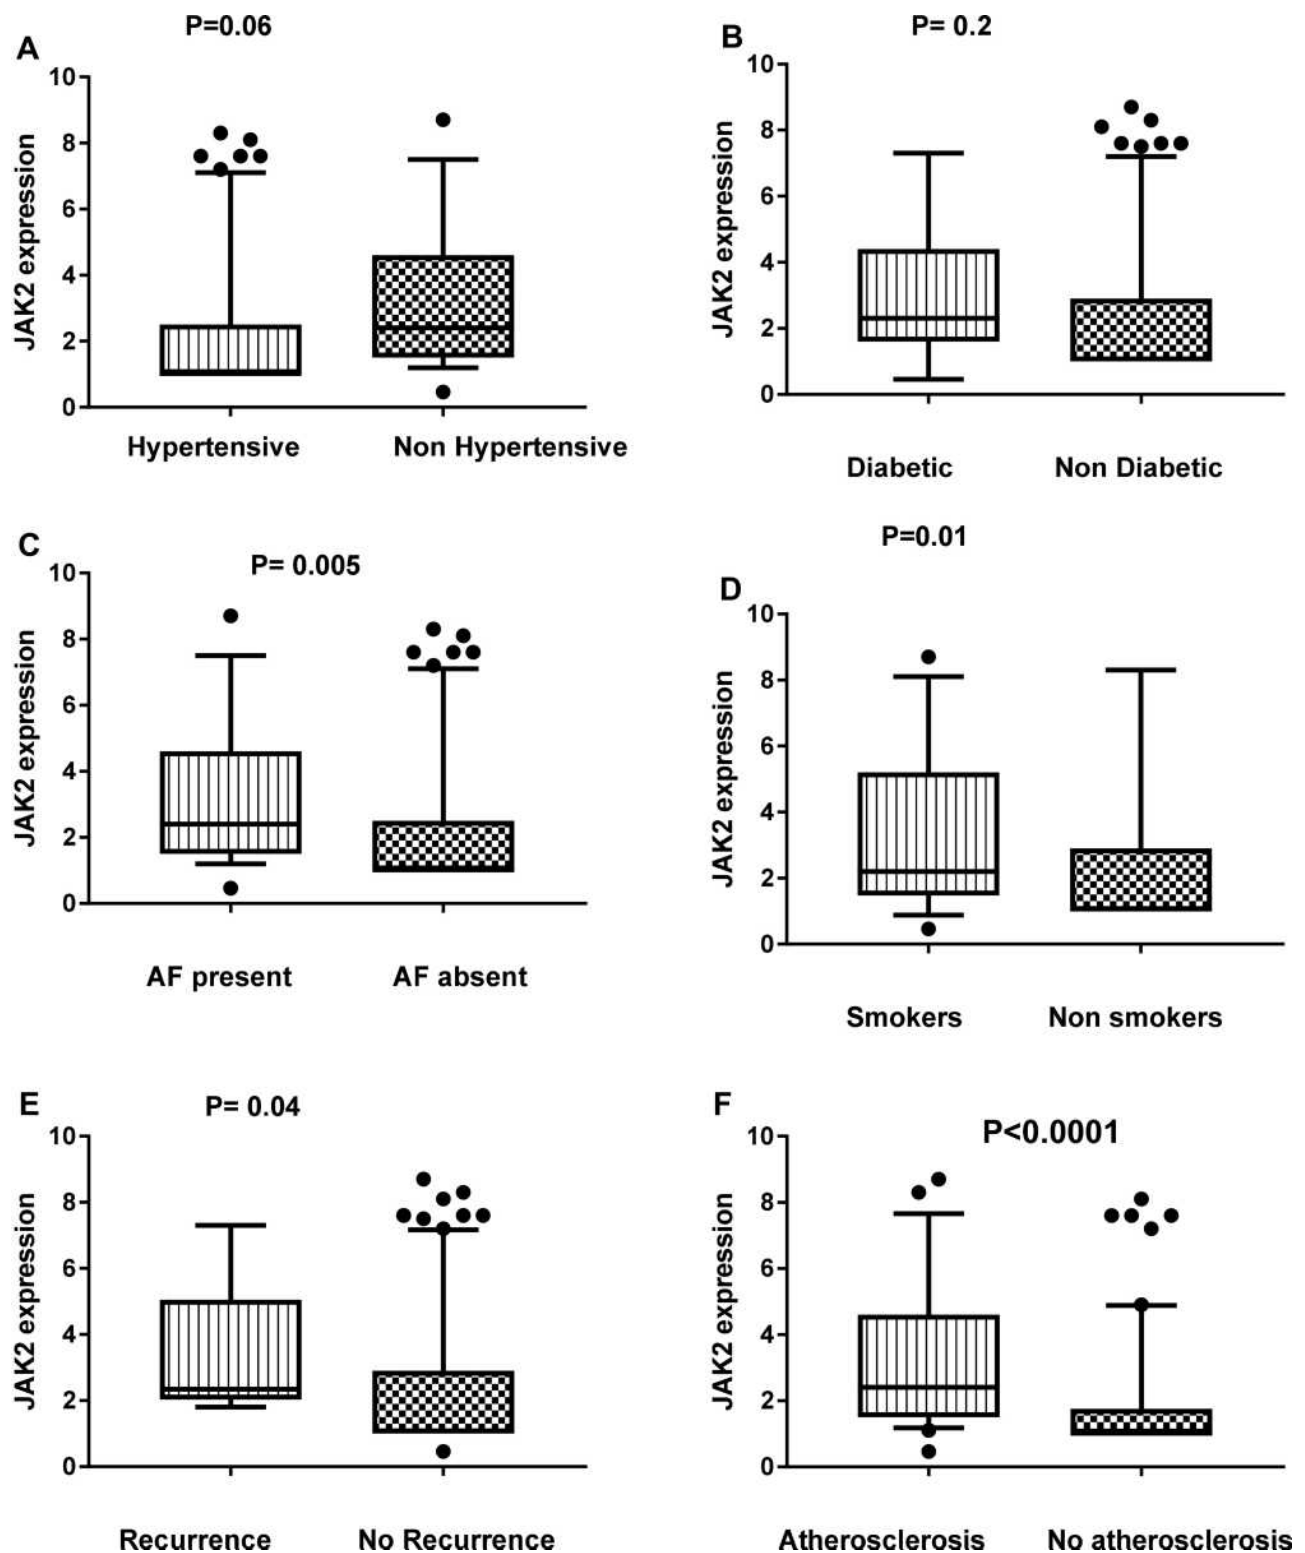 A
P=0.06
JAK2 expression
10
8
6
4
2
0
Hypertensive
Non Hypertensive
B
P= 0.2
JAK2 expression
10
8
6
4
2
0
Diabetic
Non Diabetic
C
P= 0.005
JAK2 expression
10
8
6
4
2
0
AF present
AF absent
D
P=0.01
JAK2 expression
10
8
6
4
2
0
Smokers
Non smokers
E
P= 0.04
JAK2 expression
10
8
6
4
2
0
Recurrence
No Recurrence
F
P<0.0001
JAK2 expression
10
8
6
4
2
0
Atherosclerosis
No atherosclerosis